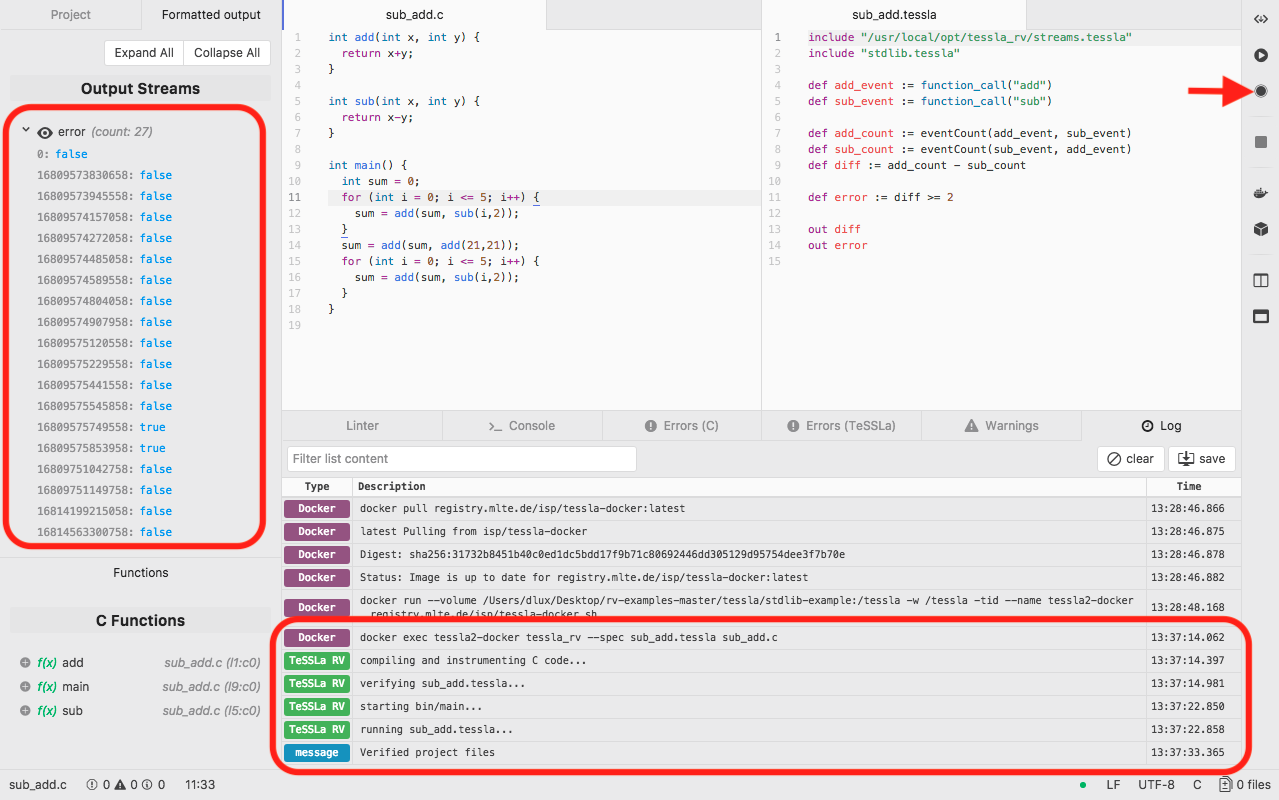 Project
Formatted output
Expand All
Collapse All
Output Streams
error (count: 27)
0: false
16809573830658: false
16809573945558: false
16809574157058: false
16809574272058: false
16809574485058: false
16809574589558: false
16809574804058: false
16809574907958: false
16809575120558: false
16809575229558: false
16809575441558: false
16809575545858: false
16809575749558: true
16809575853958: true
16809751042758: false
16809751149758: false
16814199215058: false
16814563300758: false
Functions
C Functions
f(x) add sub_add.c (l1:c0)
f(x) main sub_add.c (l9:c0)
f(x) sub sub_add.c (l5:c0)
sub_add.c
1 int add(int x, int y) {
2 return x+y;
3 }
4
5 int sub(int x, int y) {
6 return x-y;
7 }
8
9 int main() {
10 int sum = 0;
11 for (int i = 0; i <= 5; i++) {
12 sum = add(sum, sub(i,2));
13 }
14 sum = add(sum, add(21,21));
15 for (int i = 0; i <= 5; i++) {
16 sum = add(sum, sub(i,2));
17 }
18 }
19
sub_add.tessla
1 include "/usr/local/opt/tessla_rv/streams.tessla"
2 include "stdlib.tessla"
3
4 def add_event := function_call("add")
5 def sub_event := function_call("sub")
6
7 def add_count := eventCount(add_event, sub_event)
8 def sub_count := eventCount(sub_event, add_event)
9 def diff := add_count - sub_count
10
11 def error := diff >= 2
12
13 out diff
14 out error
15
Linter
Console
Errors (C)
Errors (TeSSLa)
Warnings
Log
Filter list content
clear
save
Type Description Time
Docker docker pull registry.mlte.de/isp/tessla-docker:latest 13:28:46.866
Docker latest Pulling from isp/tessla-docker 13:28:46.875
Docker Digest: sha256:31732b8451b40c0ed1dc5bdd17f9b71c80692446dd305129d95754dee3f7b70e 13:28:46.878
Docker Status: Image is up to date for registry.mlte.de/isp/tessla-docker:latest 13:28:46.882
Docker docker run --volume /Users/dlux/Desktop/rv-examples-master/tessla/stdlib-example:/tessla -w /tessla -tid --name tessla2-docker 13:28:48.168
registry.mlte.de/isp/tessla-docker sh
Docker docker exec tessla2-docker tessla_rv --spec sub_add.tessla sub_add.c 13:37:14.062
TeSSLa RV compiling and instrumenting C code... 13:37:14.397
TeSSLa RV verifying sub_add.tessla... 13:37:14.981
TeSSLa RV starting bin/main... 13:37:22.850
TeSSLa RV running sub_add.tessla... 13:37:22.858
message Verified project files 13:37:33.365
sub_add.c 0 0 0 11:33
LF UTF-8 C 0 files